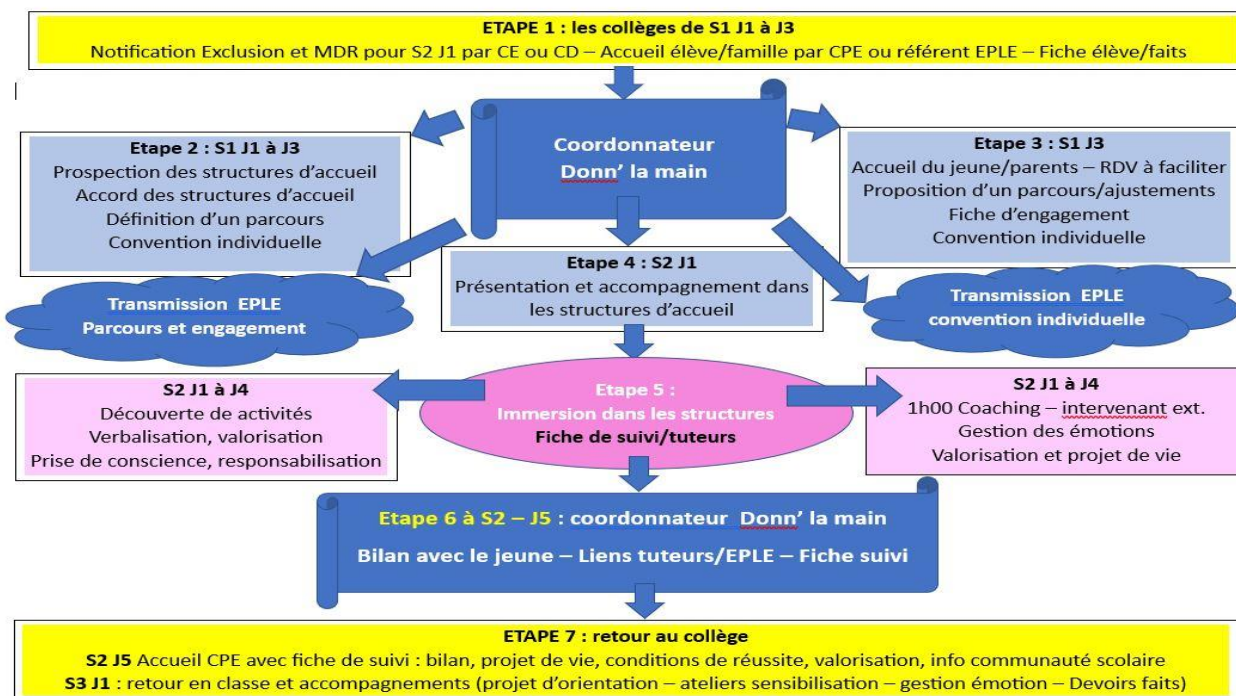 ETAPE 1 : les collèges de S1 J1 à J3
Notification Exclusion et MDR pour S2 J1 par CE ou CD – Accueil élève/famille par CPE ou référent EPLE – Fiche élève/faits
Coordonnateur
Donn’ la main
Etape 2 : S1 J1 à J3
Prospection des structures d’accueil
Accord des structures d’accueil
Définition d’un parcours
Convention individuelle
Etape 3 : S1 J3
Accueil du jeune/parents – RDV à faciliter
Proposition d’un parcours/ajustements
Fiche d’engagement
Convention individuelle
Transmission EPLE
Parcours et engagement
Etape 4 : S2 J1
Présentation et accompagnement dans
les structures d’accueil
Transmission EPLE
convention individuelle
S2 J1 à J4
Découverte de activités
Verbalisation, valorisation
Prise de conscience, responsabilisation
Etape 5 :
Immersion dans les structures
Fiche de suivi/tuteurs
S2 J1 à J4
1h00 Coaching – intervenant ext.
Gestion des émotions
Valorisation et projet de vie
Etape 6 à S2 – J5 : coordonnateur Donn’ la main
Bilan avec le jeune – Liens tuteurs/EPLE – Fiche suivi
ETAPE 7 : retour au collège
S2 J5 Accueil CPE avec fiche de suivi : bilan, projet de vie, conditions de réussite, valorisation, info communauté scolaire
S3 J1 : retour en classe et accompagnements (projet d’orientation – ateliers sensibilisation – gestion émotion – Devoirs faits)